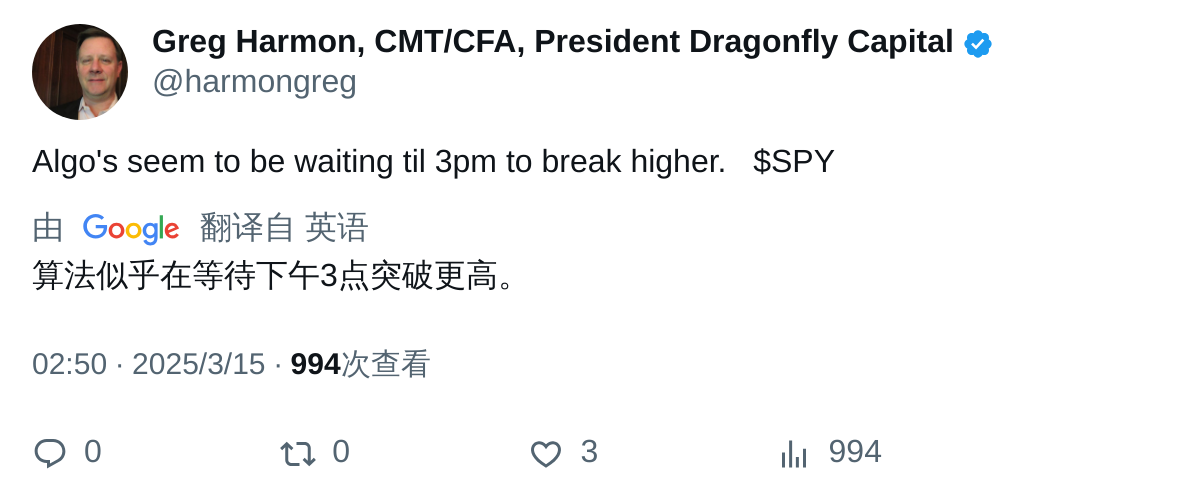 Greg Harmon, CMT/CFA, President Dragonfly Capital
@harmongreg
Algo's seem to be waiting til 3pm to break higher.   $SPY
由 Google 翻译自 英语
算法似乎在等待下午3点突破更高。
02:50 · 2025/3/15 · 994次查看
0 0 3 994